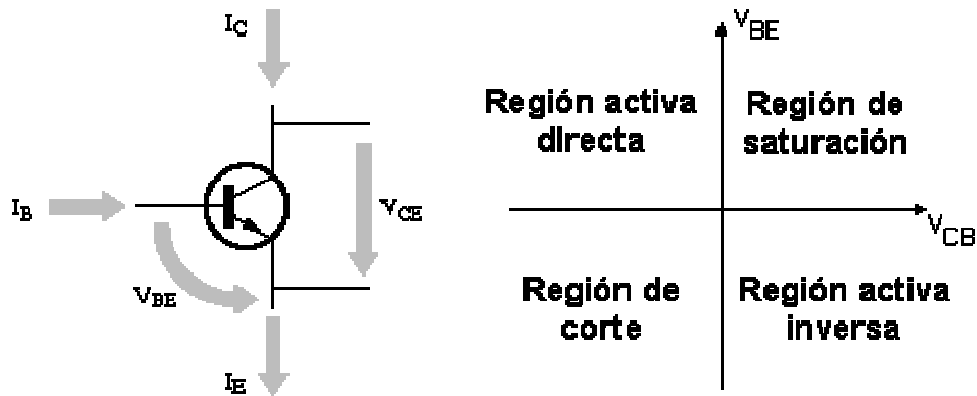 I_C
I_B
V_BE
V_CE
I_E
V_BE
Región activa
directa
Región de
saturación
V_CB
Región de
corte
Región activa
inversa